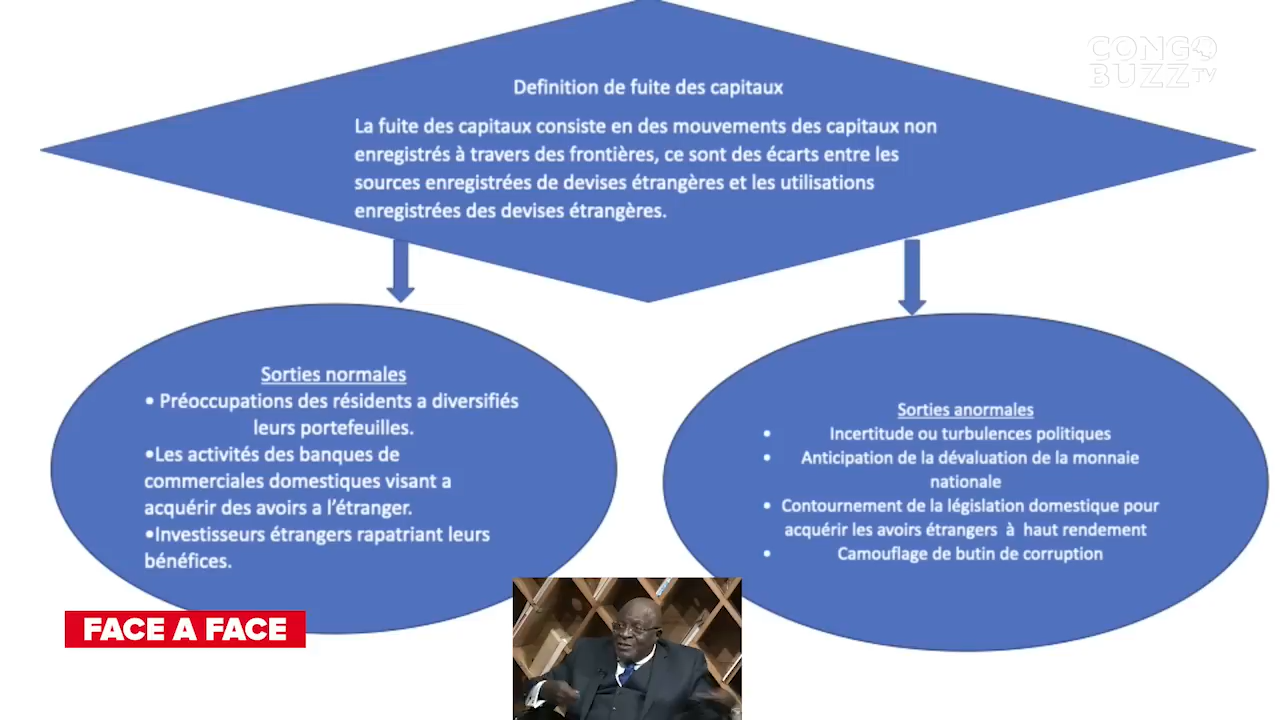 CONGO
BUZZTV
Definition de fuite des capitaux
La fuite des capitaux consiste en des mouvements des capitaux non
enregistrés à travers des frontières, ce sont des écarts entre les
sources enregistrées de devises étrangères et les utilisations
enregistrées des devises étrangères.
Sorties normales
• Préoccupations des résidents a diversifiés
leurs portefeuilles.
•Les activités des banques de
commerciales domestiques visant a
acquérir des avoirs a l’étranger.
•Investisseurs étrangers rapatriant leurs
bénéfices.
Sorties anormales
• Incertitude ou turbulences politiques
• Anticipation de la dévaluation de la monnaie
nationale
• Contournement de la législation domestique pour
acquérir les avoirs étrangers à haut rendement
• Camouflage de butin de corruption
FACE A FACE